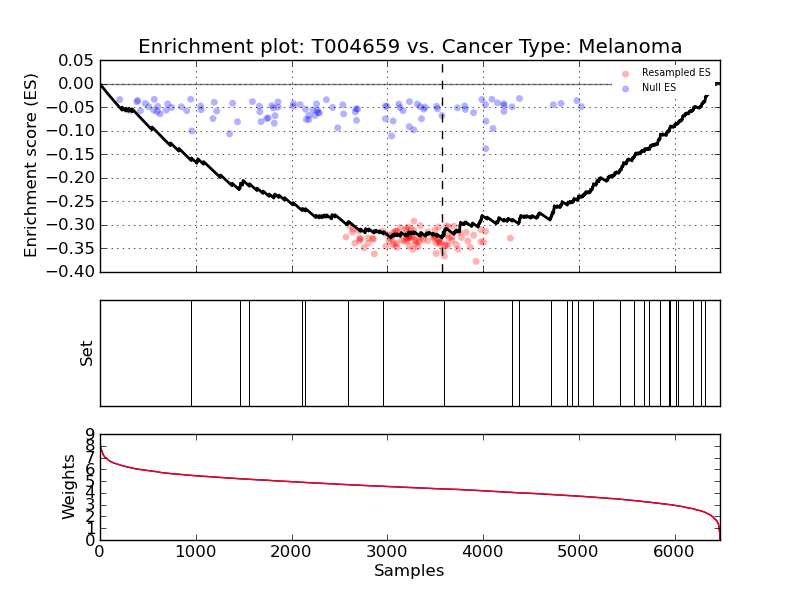 Enrichment plot: T004659 vs. Cancer Type: Melanoma
Enrichment score (ES)
0.05
0.00
−0.05
−0.10
−0.15
−0.20
−0.25
−0.30
−0.35
−0.40
Resampled ES
Null ES
Set
Weights
9
8
7
6
5
4
3
2
1
0
0 1000 2000 3000 4000 5000 6000
Samples